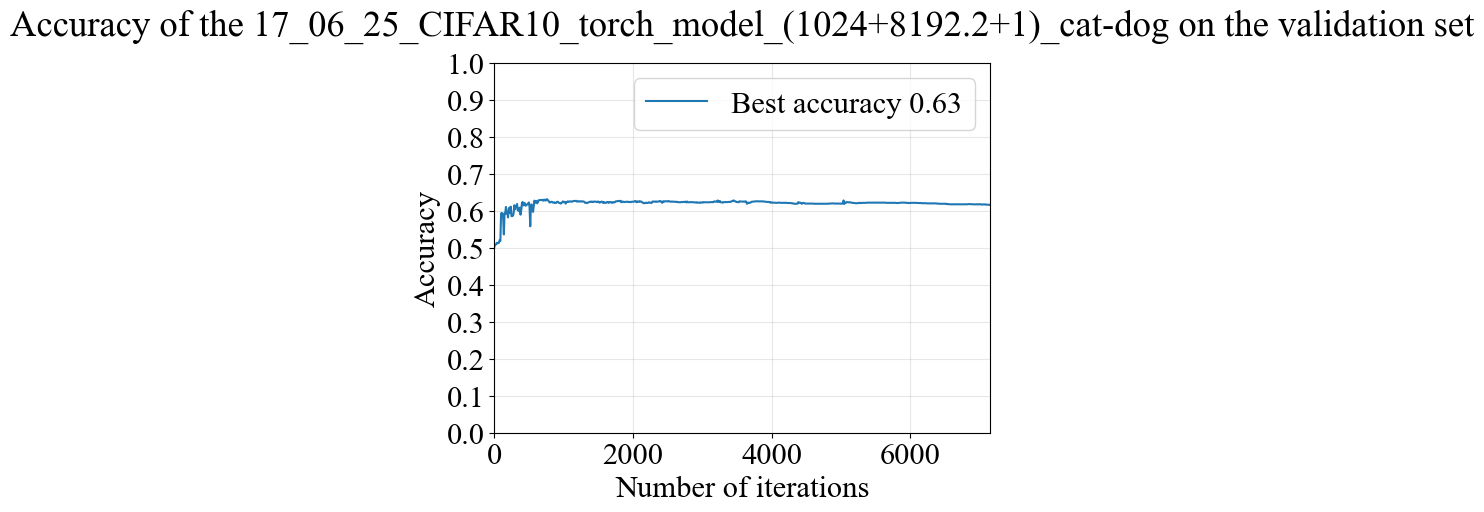 Accuracy of the 17_06_25_CIFAR10_torch_model_(1024+8192.2+1)_cat-dog on the validation set
Best accuracy 0.63
1.0
0.9
0.8
0.7
0.6
0.5
0.4
0.3
0.2
0.1
0.0
Accuracy
0 2000 4000 6000
Number of iterations